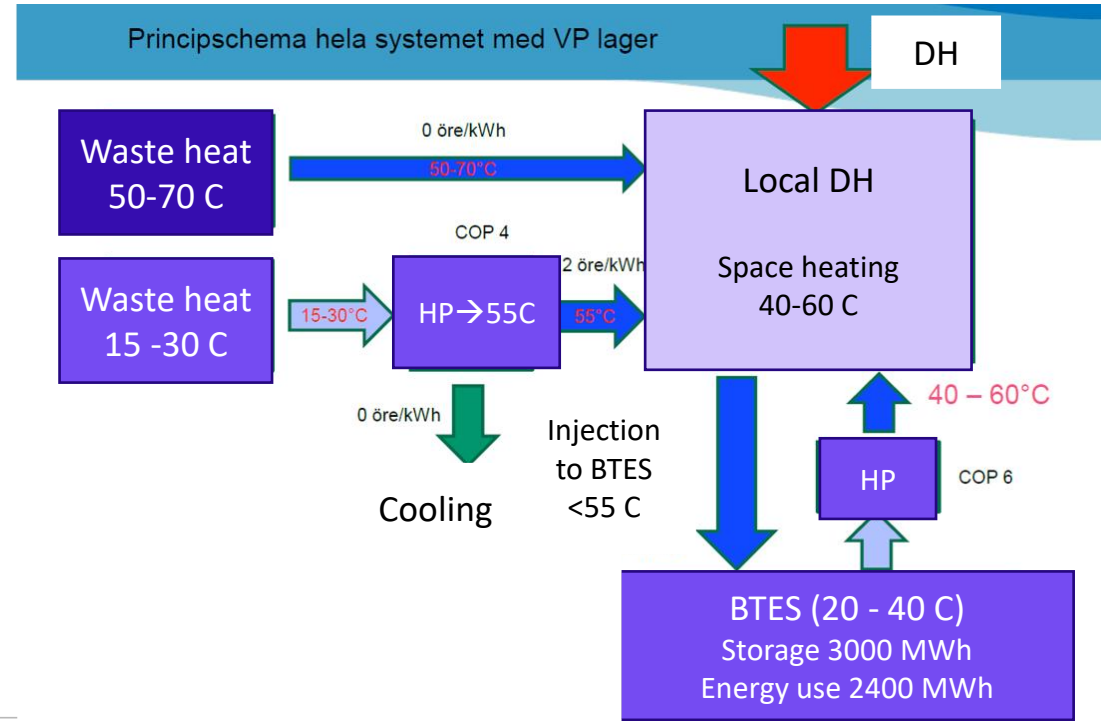 Principschema hela systemet med VP lager
DH
Waste heat
50-70 C
0 öre/kWh
50-70°C
Local DH
Space heating
40-60 C
Waste heat
15 -30 C
15-30°C
COP 4
HP→55C
2 öre/kWh
55°C
0 öre/kWh
Cooling
Injection
to BTES
<55 C
40 – 60°C
HP
COP 6
BTES (20 - 40 C)
Storage 3000 MWh
Energy use 2400 MWh